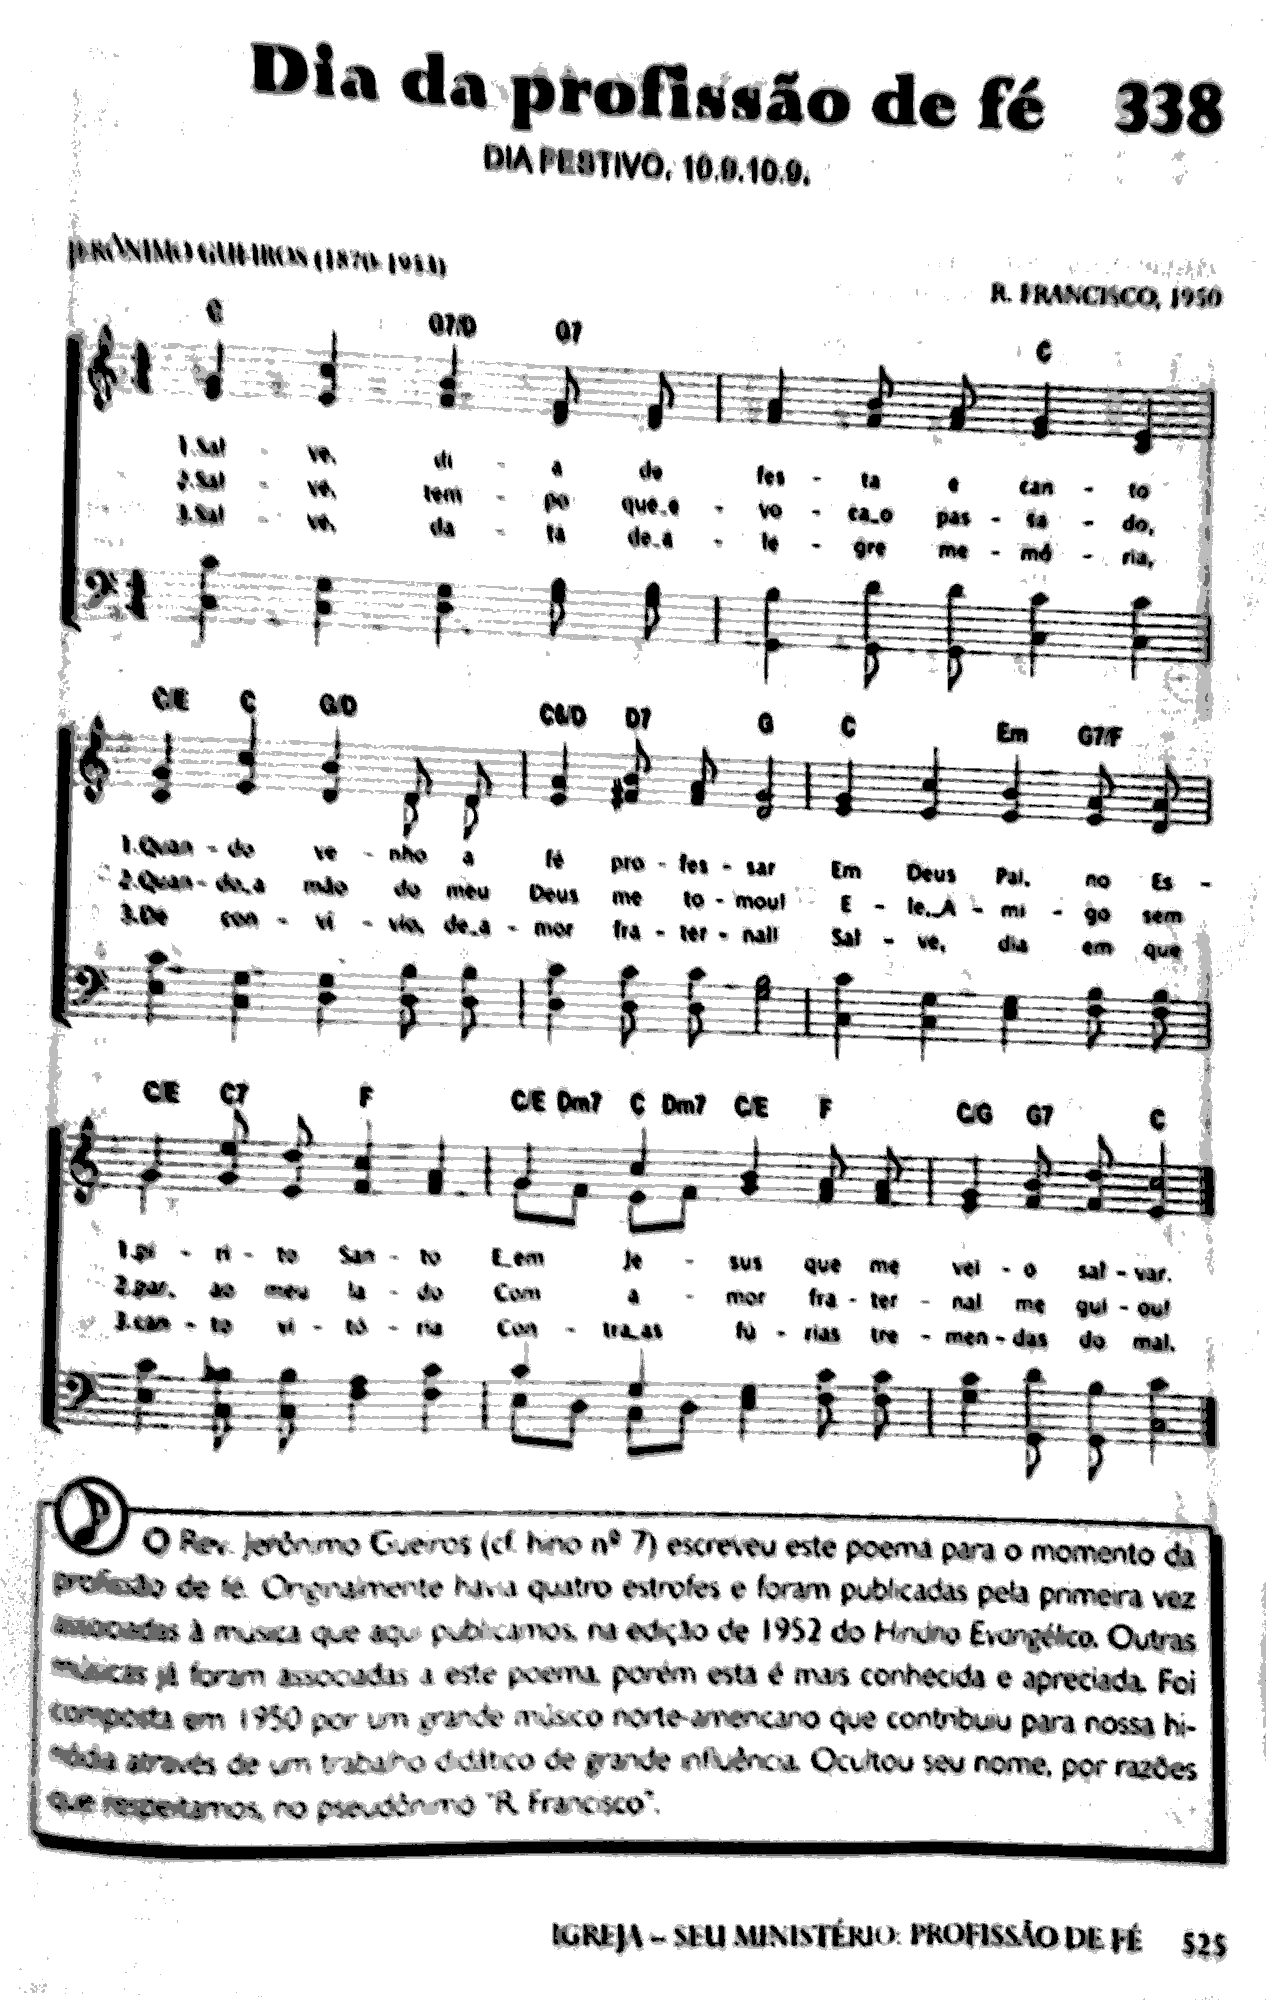 Dia da profissão de fé 338
DIA FESTIVO, 10.9.10.9.
JERÔNIMO GUEIROS (1870-1953)
R. FRANCISCO, 1950
C G7/D G7 C
1.Sal - ve, di - a de fes - ta e can - to
2.Sal - ve, tem - po que_e - vo - ca_o pas - sa - do,
3.Sal - ve, da - ta de_a - le - gre me - mó - ria,
C/E C G/D C6/D D7 G C Em G7/F
1.Quan - do ve - nho a fé pro - fes - sar Em Deus Pai, no Es -
2.Quan - do_a mão do meu Deus me to - mou! E - le,_A - mi - go sem
3.De con - ví - vio, de_a - mor fra - ter - nal! Sal - ve, dia em que
C/E C7 F C/E Dm7 C Dm7 C/E F C/G G7 C
1.pí - ri - to San - to E_em Je - sus que me vei - o sal - var.
2.par, ao meu la - do Com a - mor fra - ter - nal me gui - ou!
3.can - to vi - tó - ria Con - tra_as fú - rias tre - men - das do mal.
O Rev. Jerônimo Gueiros (cf. hino nº 7) escreveu este poema para o momento da
profissão de fé. Originalmente havia quatro estrofes e foram publicadas pela primeira vez
associadas à música que aqui publicamos, na edição de 1952 do Hinário Evangélico. Outras
músicas já foram associadas a este poema, porém esta é mais conhecida e apreciada. Foi
composta em 1950 por um grande músico norte-americano que contribuiu para nossa hi-
nódia através de um trabalho didático de grande influência. Ocultou seu nome, por razões
que respeitamos, no pseudônimo "R. Francisco".
IGREJA – SEU MINISTÉRIO: PROFISSÃO DE FÉ 525